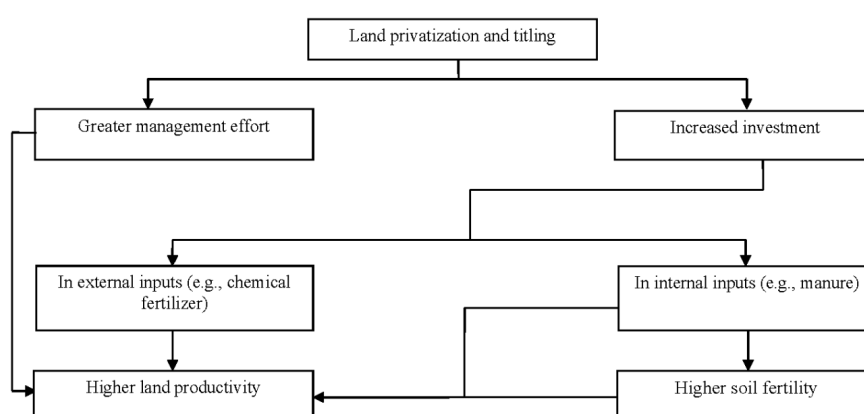 Land privatization and titling
Greater management effort
Increased investment
In external inputs (e.g., chemical
fertilizer)
In internal inputs (e.g., manure)
Higher land productivity
Higher soil fertility